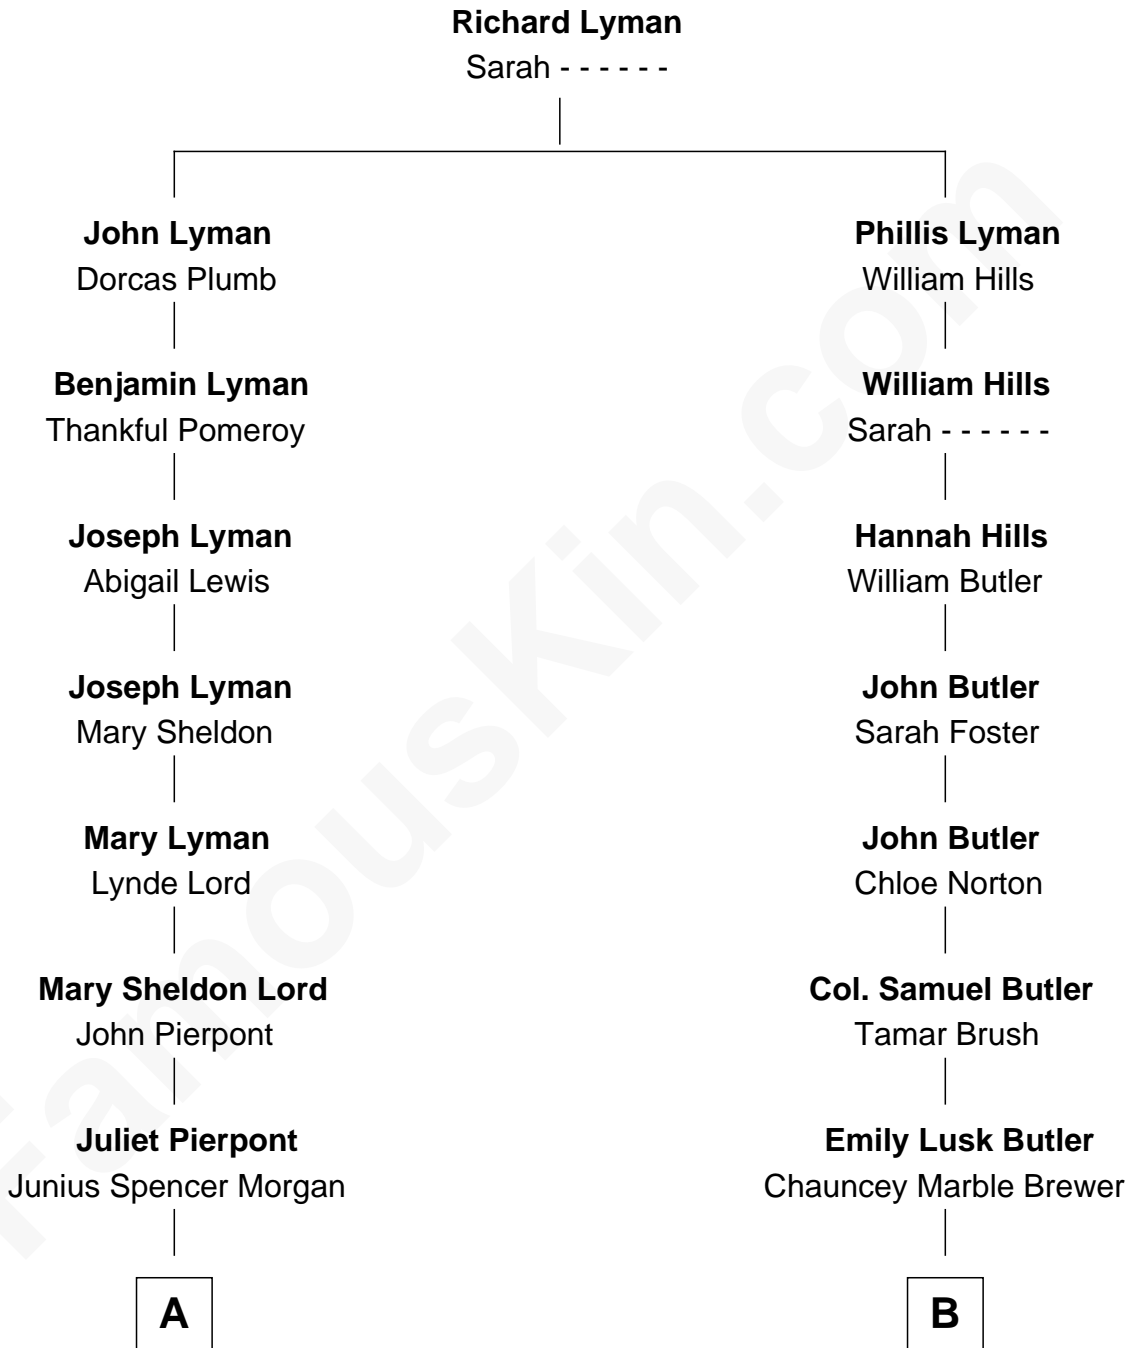 Richard Lyman
Sarah - - - - - -
John Lyman
Dorcas Plumb
Phillis Lyman
William Hills
Benjamin Lyman
Thankful Pomeroy
William Hills
Sarah - - - - - -
Joseph Lyman
Abigail Lewis
Hannah Hills
William Butler
Joseph Lyman
Mary Sheldon
John Butler
Sarah Foster
Mary Lyman
Lynde Lord
John Butler
Chloe Norton
Mary Sheldon Lord
John Pierpont
Col. Samuel Butler
Tamar Brush
Juliet Pierpont
Junius Spencer Morgan
Emily Lusk Butler
Chauncey Marble Brewer
A
B
FamousKin.com